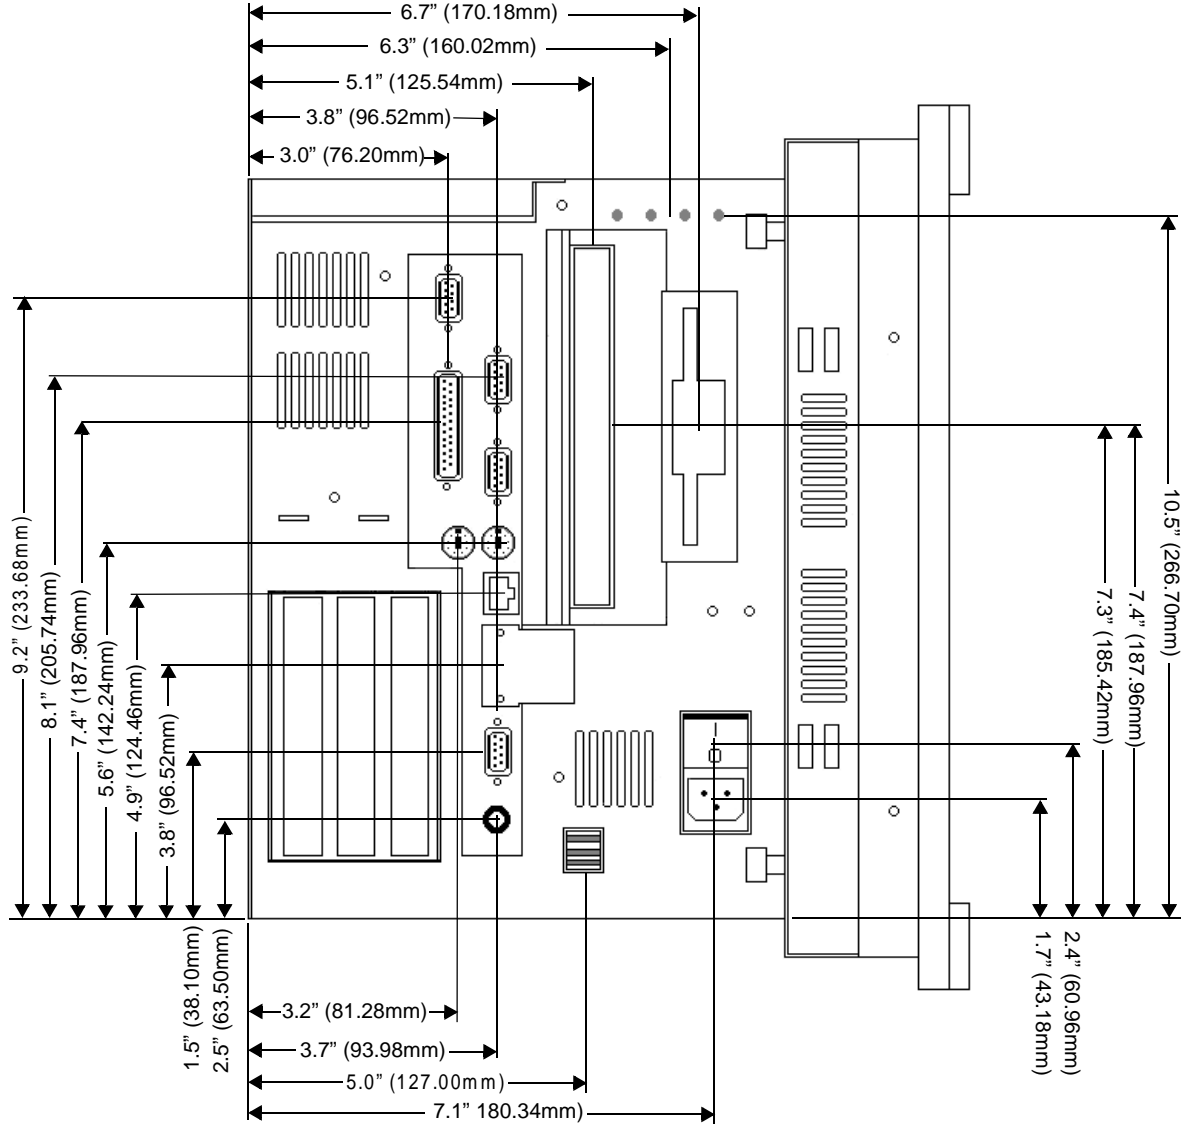 6.7” (170.18mm)
6.3” (160.02mm)
5.1” (125.54mm)
3.8” (96.52mm)
3.0” (76.20mm)
9.2” (233.68mm)
8.1” (205.74mm)
7.4” (187.96mm)
5.6” (142.24mm)
4.9” (124.46mm)
3.8” (96.52mm)
1.5” (38.10mm)
2.5” (63.50mm)
10.5” (266.70mm)
7.4” (187.96mm)
7.3” (185.42mm)
2.4” (60.96mm)
1.7” (43.18mm)
3.2” (81.28mm)
3.7” (93.98mm)
5.0” (127.00mm)
7.1” 180.34mm)